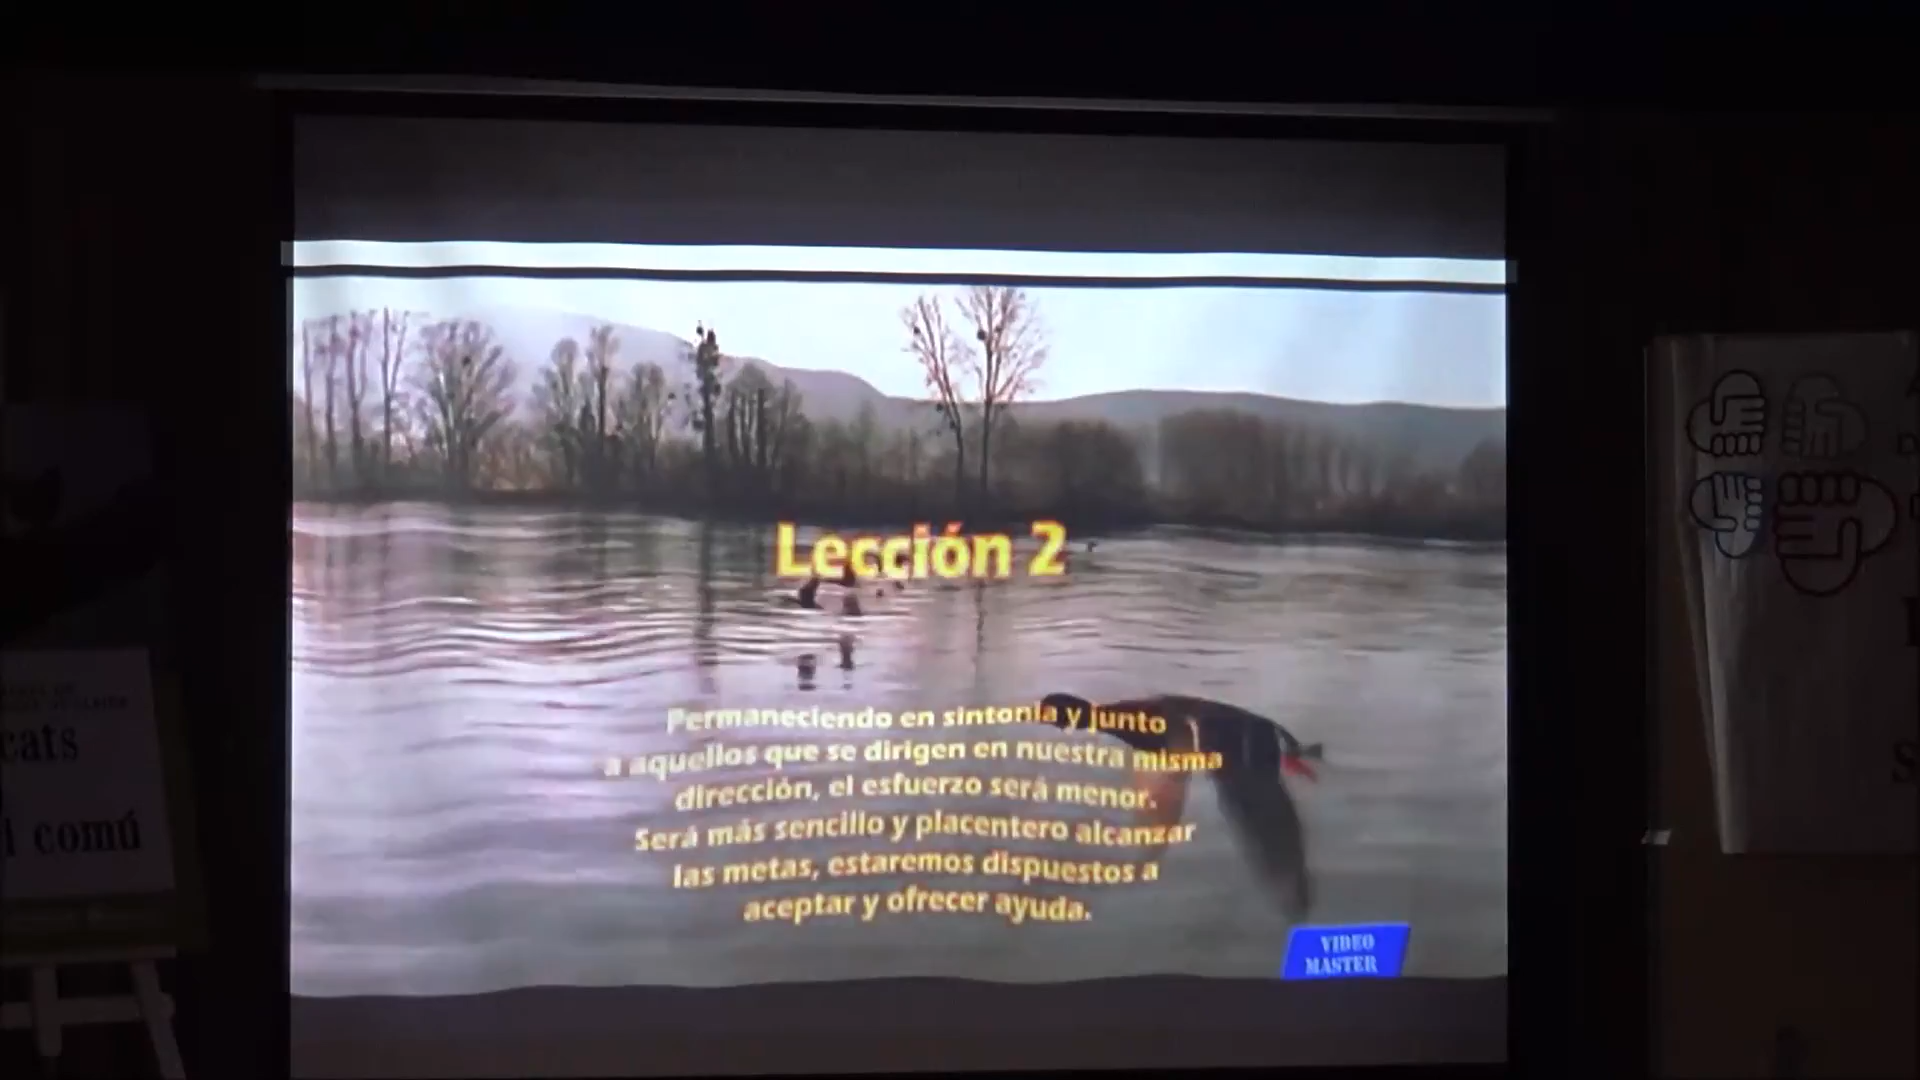 Lección 2
Permaneciendo en sintonia y junto
a aquellos que se dirigen en nuestra misma
dirección, el esfuerzo será menor.
Será más sencillo y placentero alcanzar
las metas, estaremos dispuestos a
aceptar y ofrecer ayuda.
VIDEO
MASTER
cats
comú